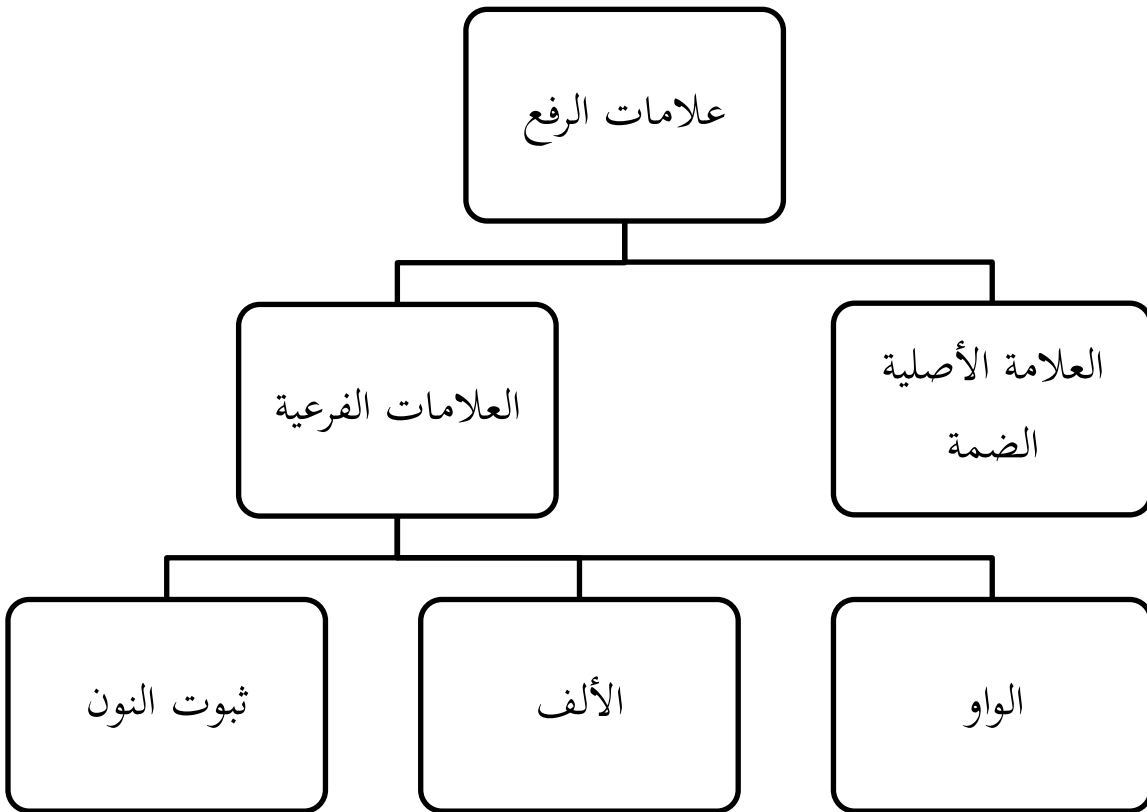 علامات الرفع
العلامة الأصلية
الضمة
العلامات الفرعية
الواو
الألف
ثبوت النون